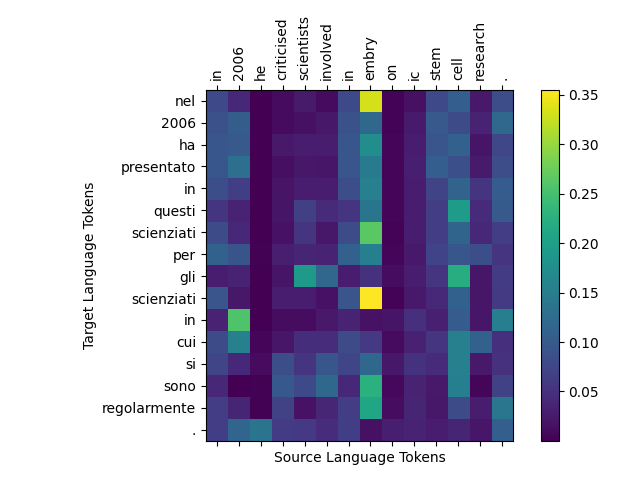 in 2006 he criticised scientists involved in embry on ic stem cell research .
nel
2006
ha
presentato
in
questi
scienziati
per
gli
scienziati
in
cui
si
sono
regolarmente
.
Target Language Tokens
Source Language Tokens
0.35
0.30
0.25
0.20
0.15
0.10
0.05